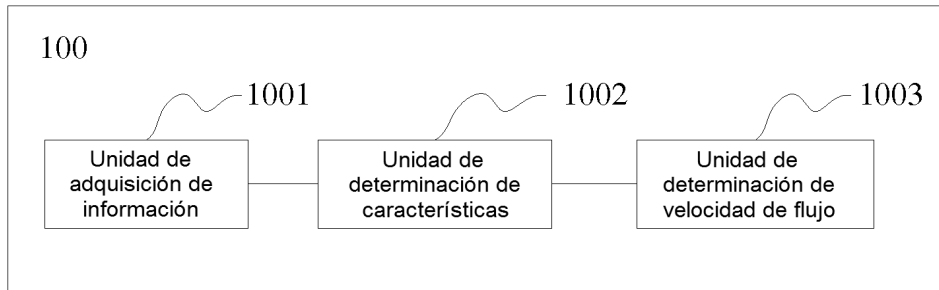 100
1001
1002
1003
Unidad de
adquisición de
información
Unidad de
determinación de
características
Unidad de
determinación de
velocidad de flujo